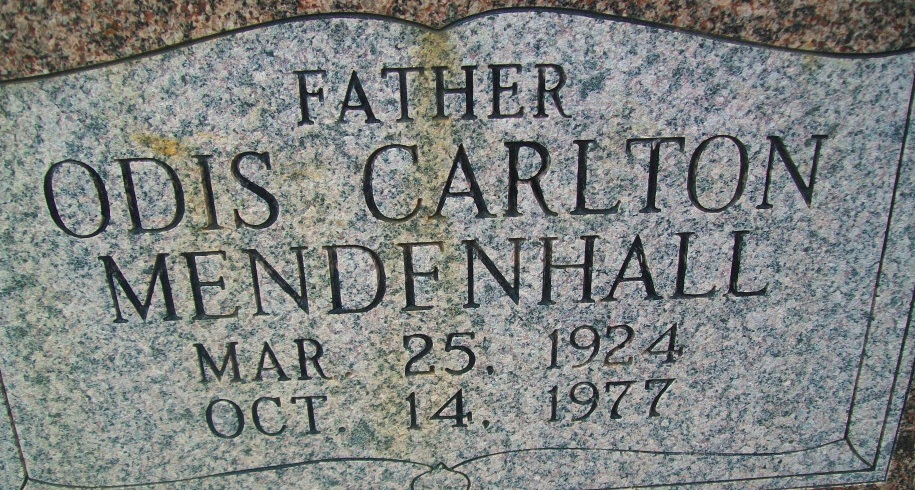 FATHER
ODIS CARLTON
MENDENHALL
MAR. 25. 1924
OCT. 14. 1977